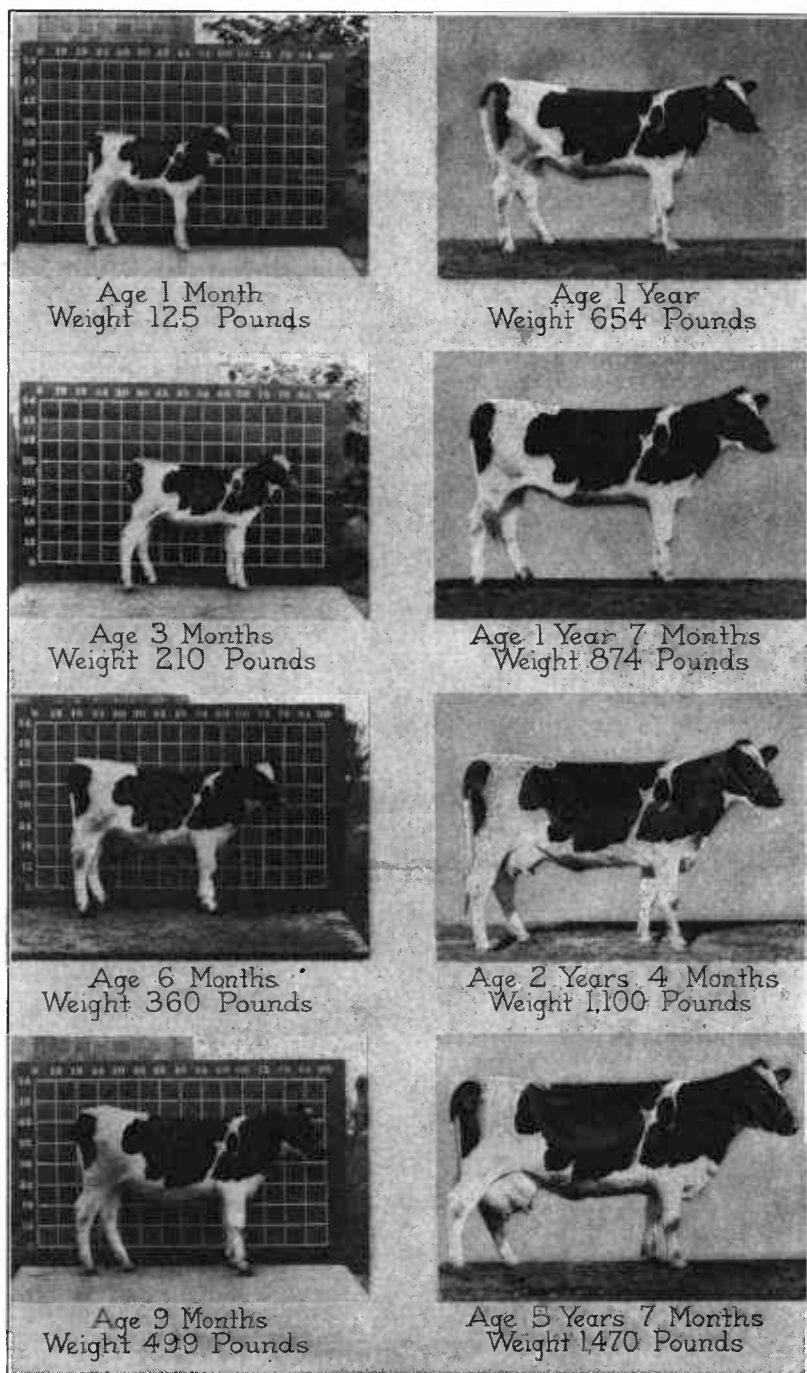 Age 1 Month
Weight 125 Pounds
Age 3 Months
Weight 210 Pounds
Age 6 Months
Weight 360 Pounds
Age 9 Months
Weight 499 Pounds
Age 1 Year
Weight 654 Pounds
Age 1 Year 7 Months
Weight 874 Pounds
Age 2 Years 4 Months
Weight 1,100 Pounds
Age 5 Years 7 Months
Weight 1,470 Pounds